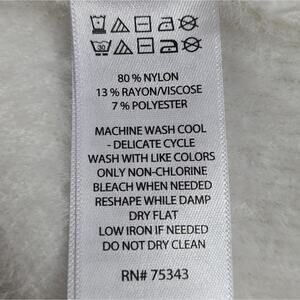 80 % NYLON
13 % RAYON/VISCOSE
7 % POLYESTER
MACHINE WASH COOL
- DELICATE CYCLE
WASH WITH LIKE COLORS
ONLY NON-CHLORINE
BLEACH WHEN NEEDED
RESHAPE WHILE DAMP
DRY FLAT
LOW IRON IF NEEDED
DO NOT DRY CLEAN
RN# 75343